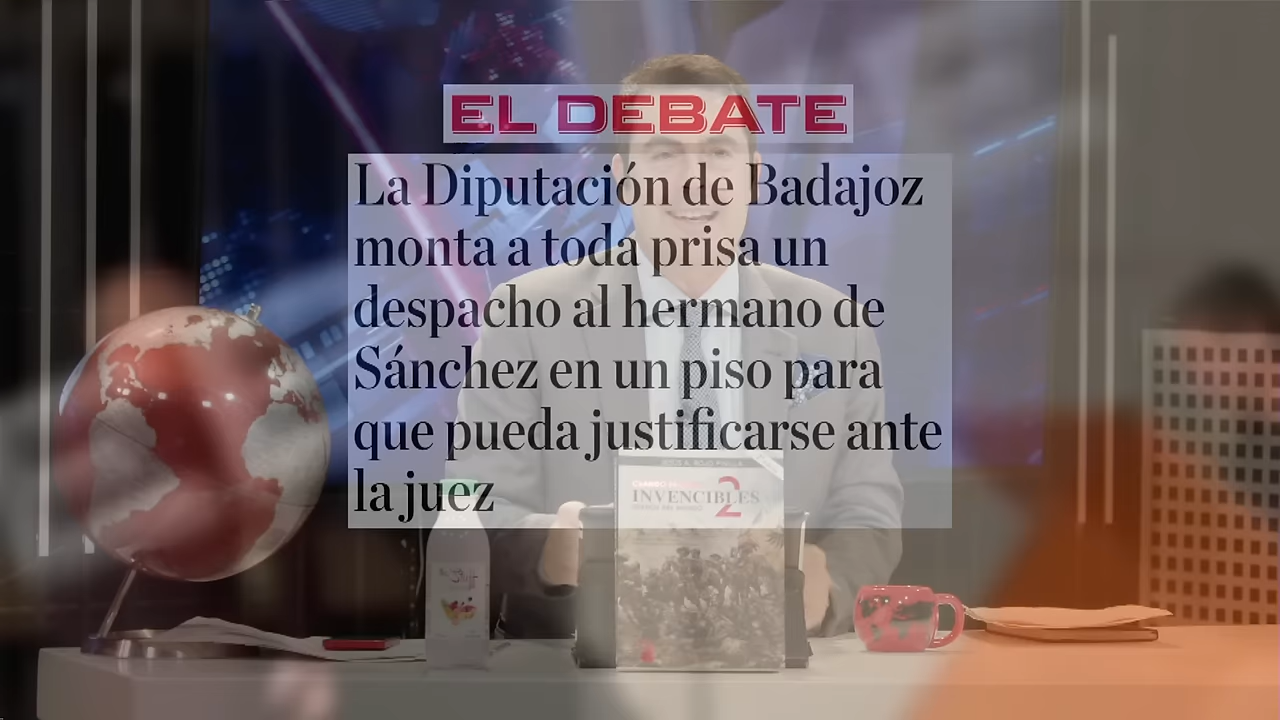 EL DEBATE
La Diputación de Badajoz
monta a toda prisa un
despacho al hermano de
Sánchez en un piso para
que pueda justificarse ante
la juez
INVENCIBLES
2